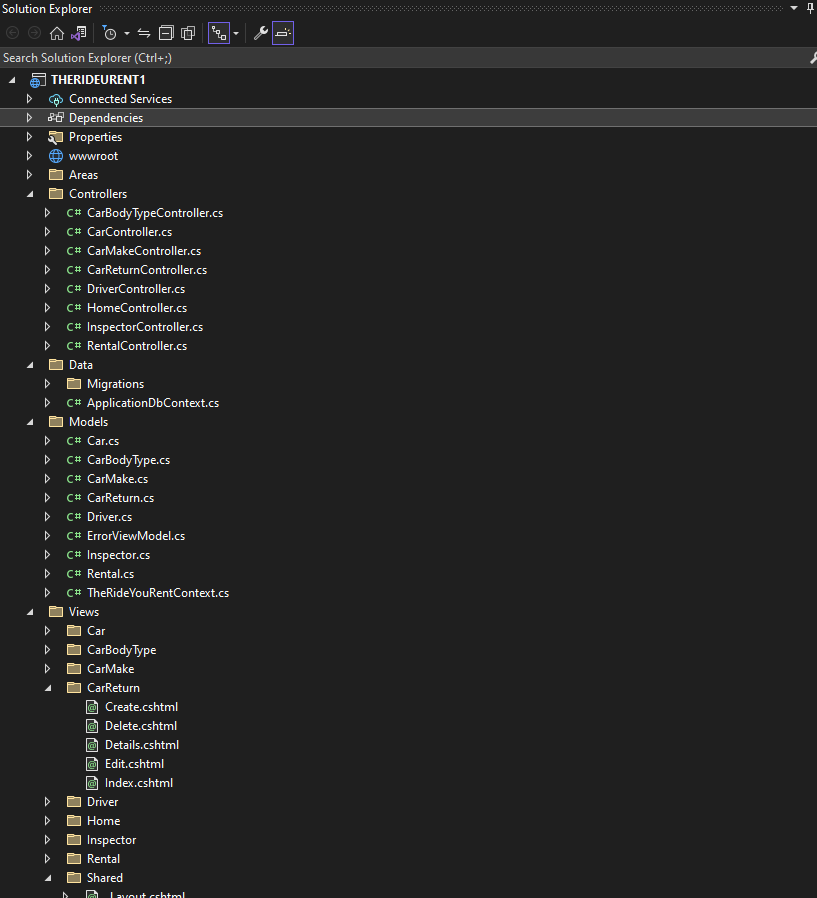 Solution Explorer
Search Solution Explorer (Ctrl+;)
THERIDEURENT1
Connected Services
Dependencies
Properties
wwwroot
Areas
Controllers
C# CarBodyTypeController.cs
C# CarController.cs
C# CarMakeController.cs
C# CarReturnController.cs
C# DriverController.cs
C# HomeController.cs
C# InspectorController.cs
C# RentalController.cs
Data
Migrations
C# ApplicationDbContext.cs
Models
C# Car.cs
C# CarBodyType.cs
C# CarMake.cs
C# CarReturn.cs
C# Driver.cs
C# ErrorViewModel.cs
C# Inspector.cs
C# Rental.cs
C# TheRideYouRentContext.cs
Views
Car
CarBodyType
CarMake
CarReturn
Create.cshtml
Delete.cshtml
Details.cshtml
Edit.cshtml
Index.cshtml
Driver
Home
Inspector
Rental
Shared
_Layout.cshtml